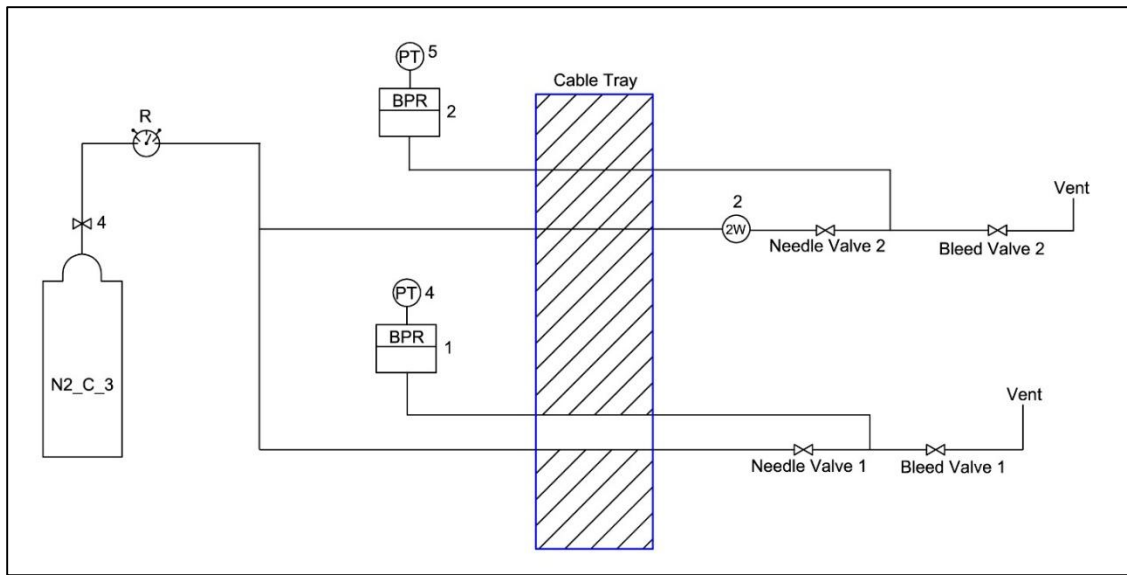 PT 5
Cable Tray
BPR
2
R
Vent
2
4
2W
Needle Valve 2
Bleed Valve 2
PT 4
BPR
1
N2_C_3
Vent
Needle Valve 1
Bleed Valve 1